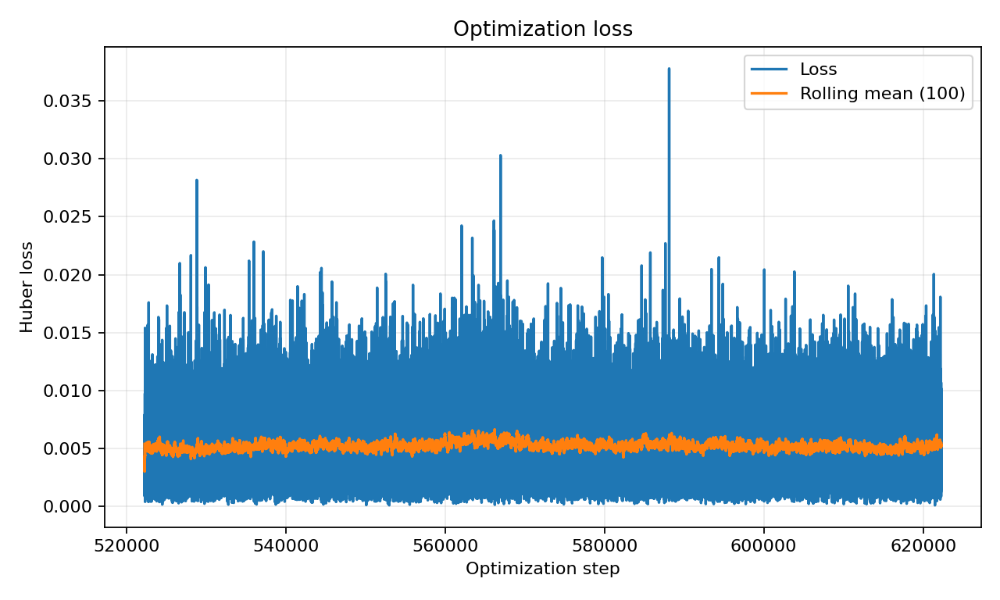 Optimization loss
Loss
Rolling mean (100)
0.035
0.030
0.025
0.020
0.015
0.010
0.005
0.000
Huber loss
520000 540000 560000 580000 600000 620000
Optimization step